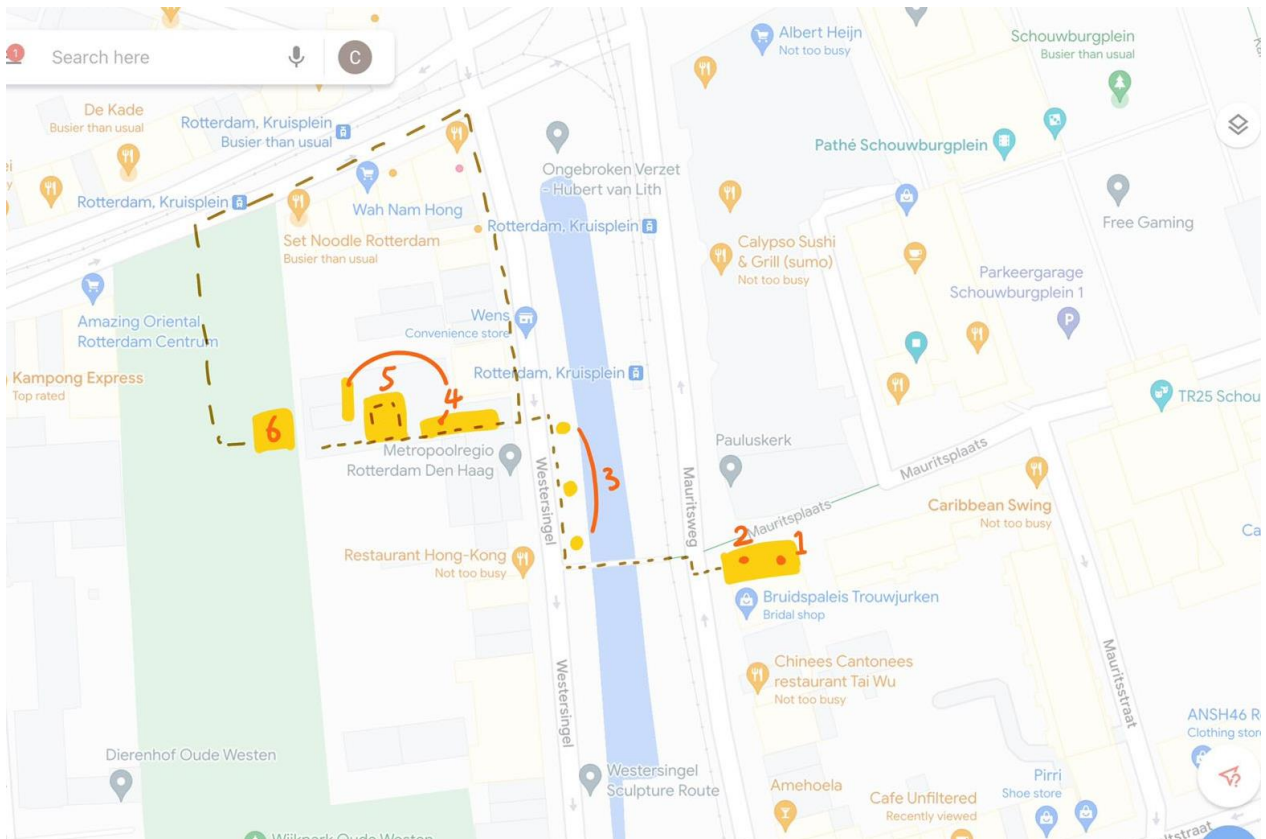 1
Search here
C
Albert Heijn
Not too busy
Schouwburgplein
Busier than usual
De Kade
Busier than usual
Rotterdam, Kruisplein
Busier than usual
Pathé Schouwburgplein
Ongebroken Verzet
- Hubert van Lith
Rotterdam, Kruisplein
Wah Nam Hong
Free Gaming
Rotterdam, Kruisplein
Set Noodle Rotterdam
Busier than usual
Calypso Sushi
& Grill (sumo)
Not too busy
Parkeergarage
Schouwburgplein 1
P
Amazing Oriental
Rotterdam Centrum
Wens
Convenience store
Kampong Express
Top rated
Rotterdam, Kruisplein
TR25 Schou
5
4
6
3
Metropoolregio
Rotterdam Den Haag
Pauluskerk
Mauritsplaats
Westersingel
Mauritsweg
Mauritsplaats
Caribbean Swing
Not too busy
2
1
Restaurant Hong-Kong
Not too busy
Bruidspaleis Trouwjurken
Bridal shop
Chinees Cantonees
restaurant Tai Wu
Not too busy
Westersingel
Mauritsstraat
ANSH46 R
Clothing stor
Dierenhof Oude Westen
Westersingel
Sculpture Route
Amehoela
Pirri
Shoe store
Cafe Unfiltered
Recently viewed
Wijkpark Oude Westen